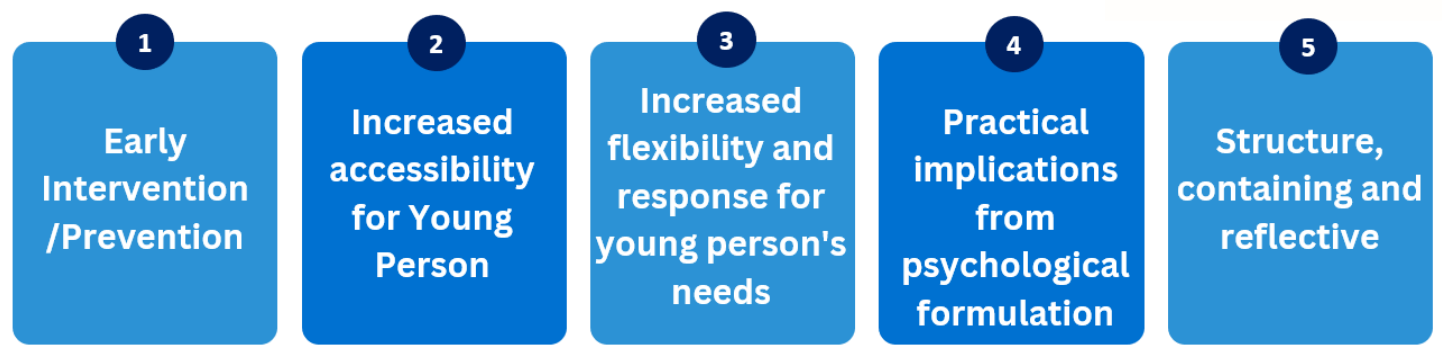 1
Early
Intervention
/Prevention
2
Increased
accessibility
for Young
Person
3
Increased
flexibility and
response for
young person's
needs
4
Practical
implications
from
psychological
formulation
5
Structure,
containing and
reflective